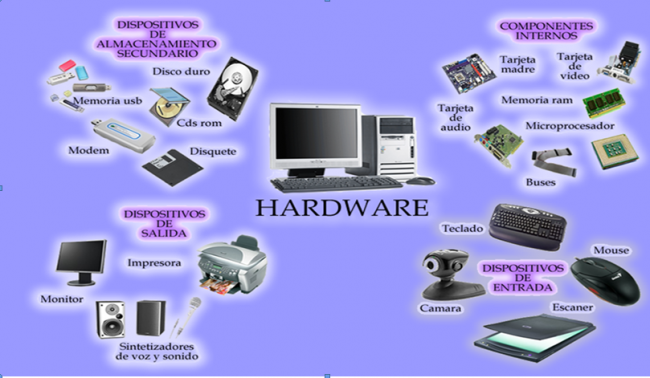 DISPOSITIVOS
DE
ALMACENAMIENTO
SECUNDARIO
Disco duro
Memoria usb
Cds rom
Modem
Disquete
COMPONENTES
INTERNOS
Tarjeta
madre
Tarjeta
de
video
Memoria ram
Tarjeta
de
audio
Microprocesador
Buses
HARDWARE
DISPOSITIVOS
DE
SALIDA
Impresora
Monitor
Sintetizadores
de voz y sonido
Teclado
Mouse
DISPOSITIVOS
DE
ENTRADA
Camara
Escaner